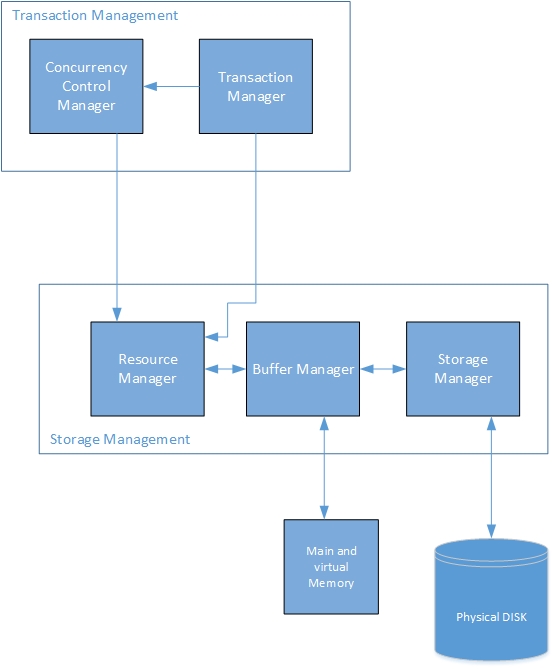 Transaction Management
Concurrency
Control
Manager
Transaction
Manager
Resource
Manager
Buffer Manager
Storage
Manager
Storage Management
Main and
virtual
Memory
Physical DISK